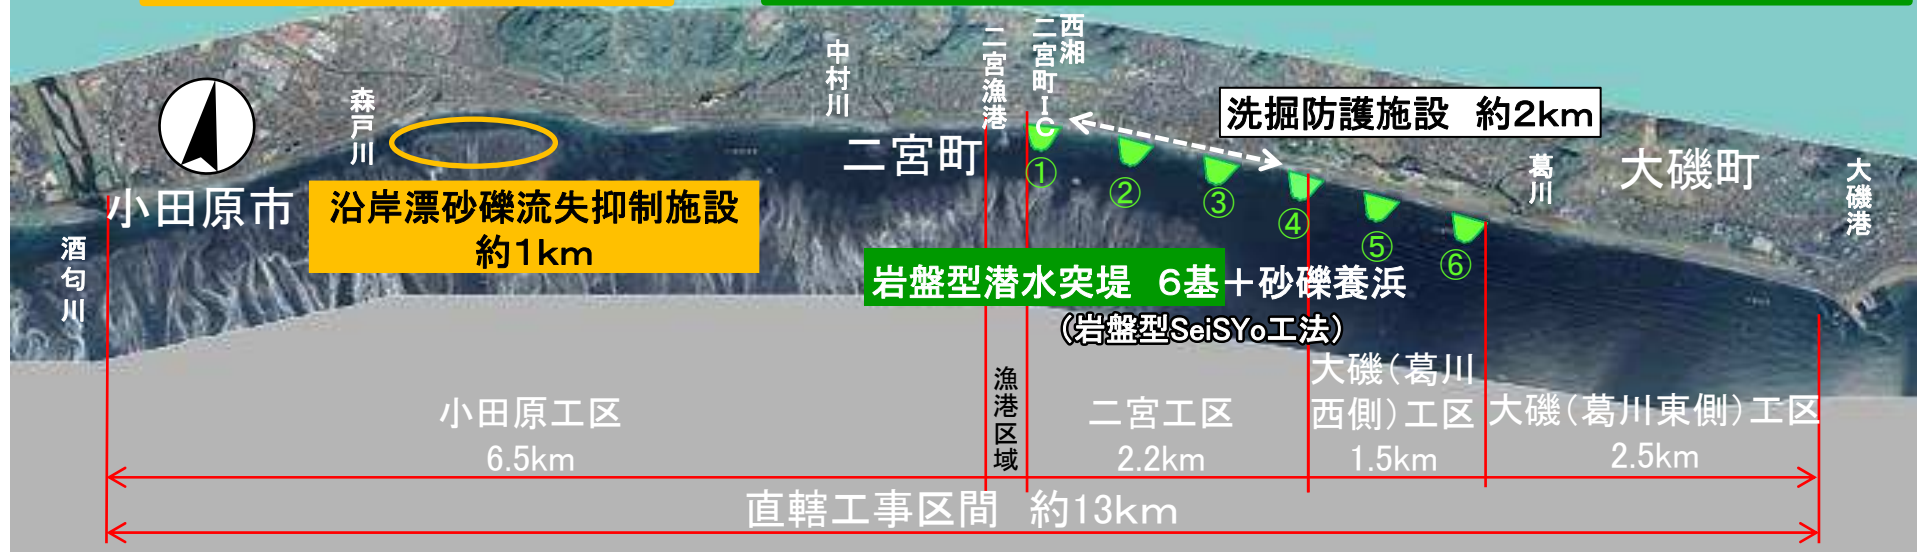 中村川
二宮漁港
西湘
二宮町IC
森戸川
洗掘防護施設　約2km
二宮町
葛川
大磯町
大磯港
①
②
③
④
⑤
⑥
小田原市
沿岸漂砂礫流失抑制施設
約1km
酒匂川
岩盤型潜水突堤　6基＋砂礫養浜
（岩盤型SeiSYo工法）
小田原工区
6.5km
漁港区域
二宮工区
2.2km
大磯（葛川
西側）工区
1.5km
大磯（葛川東側）工区
2.5km
直轄工事区間　約13km